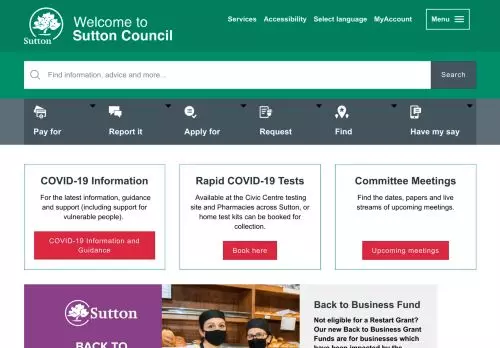 Sutton
Welcome to
Sutton Council
Services Accessibility Select language MyAccount
Menu
Find information, advice and more...
Search
Pay for
Report it
Apply for
Request
Find
Have my say
COVID-19 Information
For the latest information, guidance
and support (including support for
vulnerable people).
COVID-19 Information and
Guidance
Rapid COVID-19 Tests
Available at the Civic Centre testing
site and Pharmacies across Sutton, or
home test kits can be booked for
collection.
Book here
Committee Meetings
Find the dates, papers and live
streams of upcoming meetings.
Upcoming meetings
Sutton
BACK TO
Back to Business Fund
Not eligible for a Restart Grant?
Our new Back to Business Grant
Funds are for businesses which
have been impacted by the